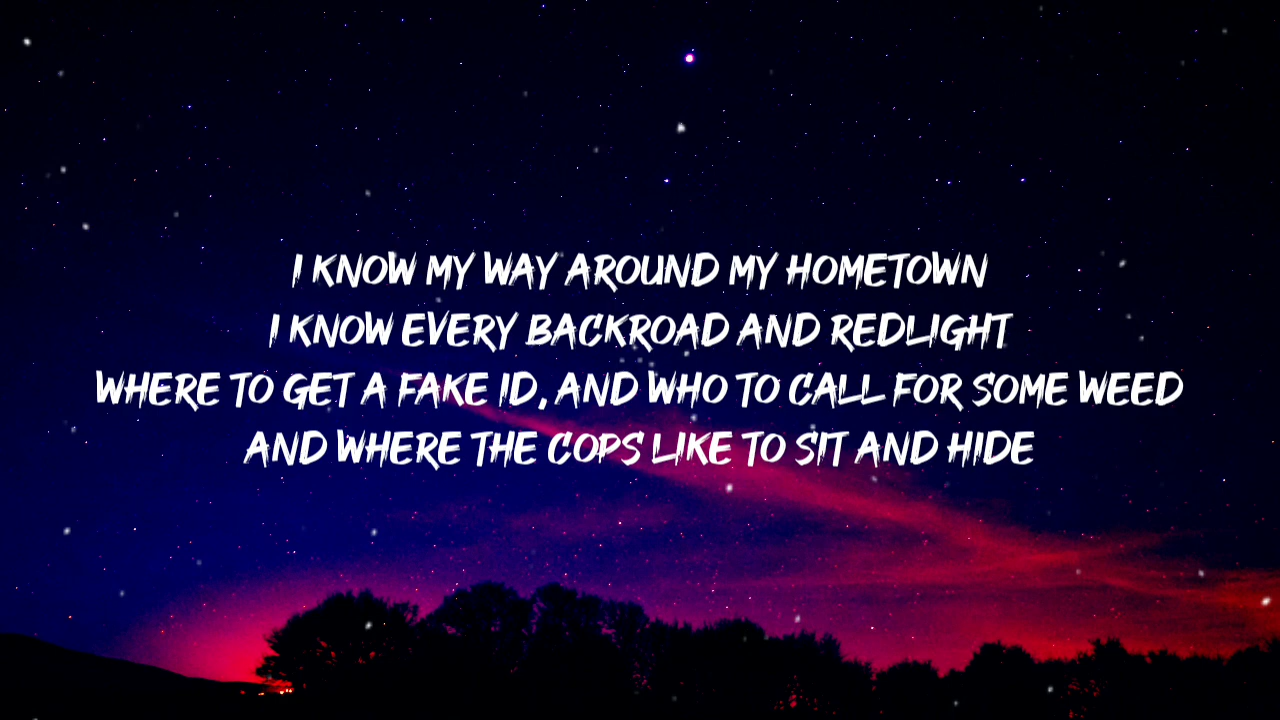 I KNOW MY WAY AROUND MY HOMETOWN
I KNOW EVERY BACKROAD AND REDLIGHT
WHERE TO GET A FAKE ID, AND WHO TO CALL FOR SOME WEED
AND WHERE THE COPS LIKE TO SIT AND HIDE